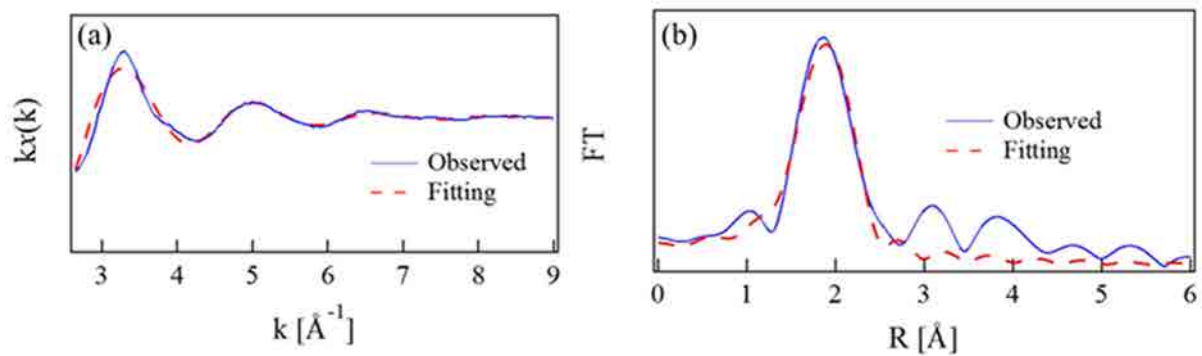 (a)
kx(k)
Observed
Fitting
3 4 5 6 7 8 9
k [Å⁻¹]
(b)
FT
Observed
Fitting
0 1 2 3 4 5 6
R [Å]